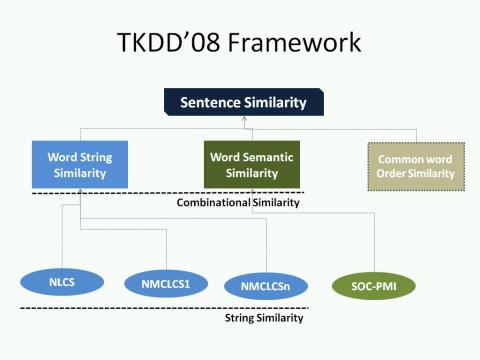 TKDD'08 Framework
Sentence Similarity
Word String
Similarity
Word Semantic
Similarity
Common word
Order Similarity
Combinational Similarity
NLCS
NMCLCS1
NMCLCSn
SOC-PMI
String Similarity